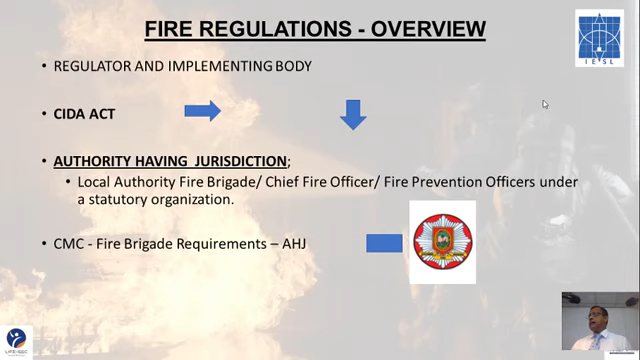 FIRE REGULATIONS - OVERVIEW
IESL
• REGULATOR AND IMPLEMENTING BODY
• CIDA ACT
• AUTHORITY HAVING JURISDICTION;
• Local Authority Fire Brigade/ Chief Fire Officer/ Fire Prevention Officers under
a statutory organization.
• CMC - Fire Brigade Requirements – AHJ